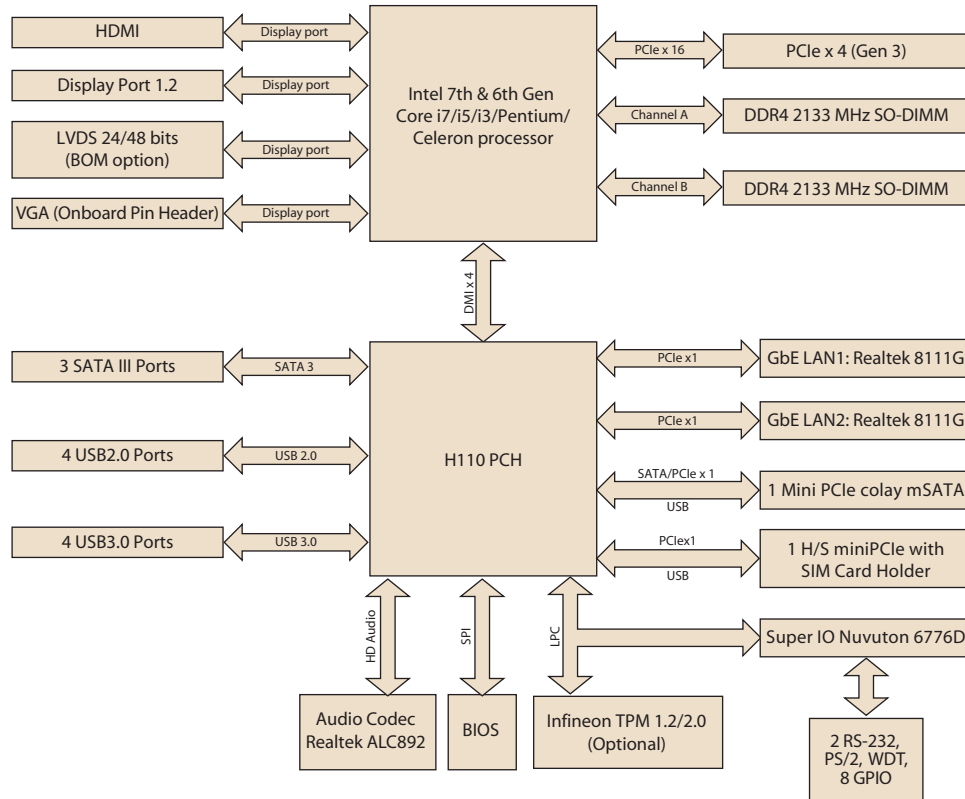 HDMI
Display port
Display Port 1.2
Display port
LVDS 24/48 bits
(BOM option)
Display port
VGA (Onboard Pin Header)
Display port
Intel 7th & 6th Gen
Core i7/i5/i3/Pentium/
Celeron processor
PCIe x 16
PCIe x 4 (Gen 3)
Channel A
DDR4 2133 MHz SO-DIMM
Channel B
DDR4 2133 MHz SO-DIMM
DMI x 4
3 SATA III Ports
SATA 3
4 USB2.0 Ports
USB 2.0
4 USB3.0 Ports
USB 3.0
H110 PCH
PCIe x1
GbE LAN1: Realtek 8111G
PCIe x1
GbE LAN2: Realtek 8111G
SATA/PCIe x 1
USB
1 Mini PCIe colay mSATA
PCIex1
USB
1 H/S miniPCIe with
SIM Card Holder
HD Audio
SPI
LPC
Super IO Nuvuton 6776D
Audio Codec
Realtek ALC892
BIOS
Infineon TPM 1.2/2.0
(Optional)
2 RS-232,
PS/2, WDT,
8 GPIO